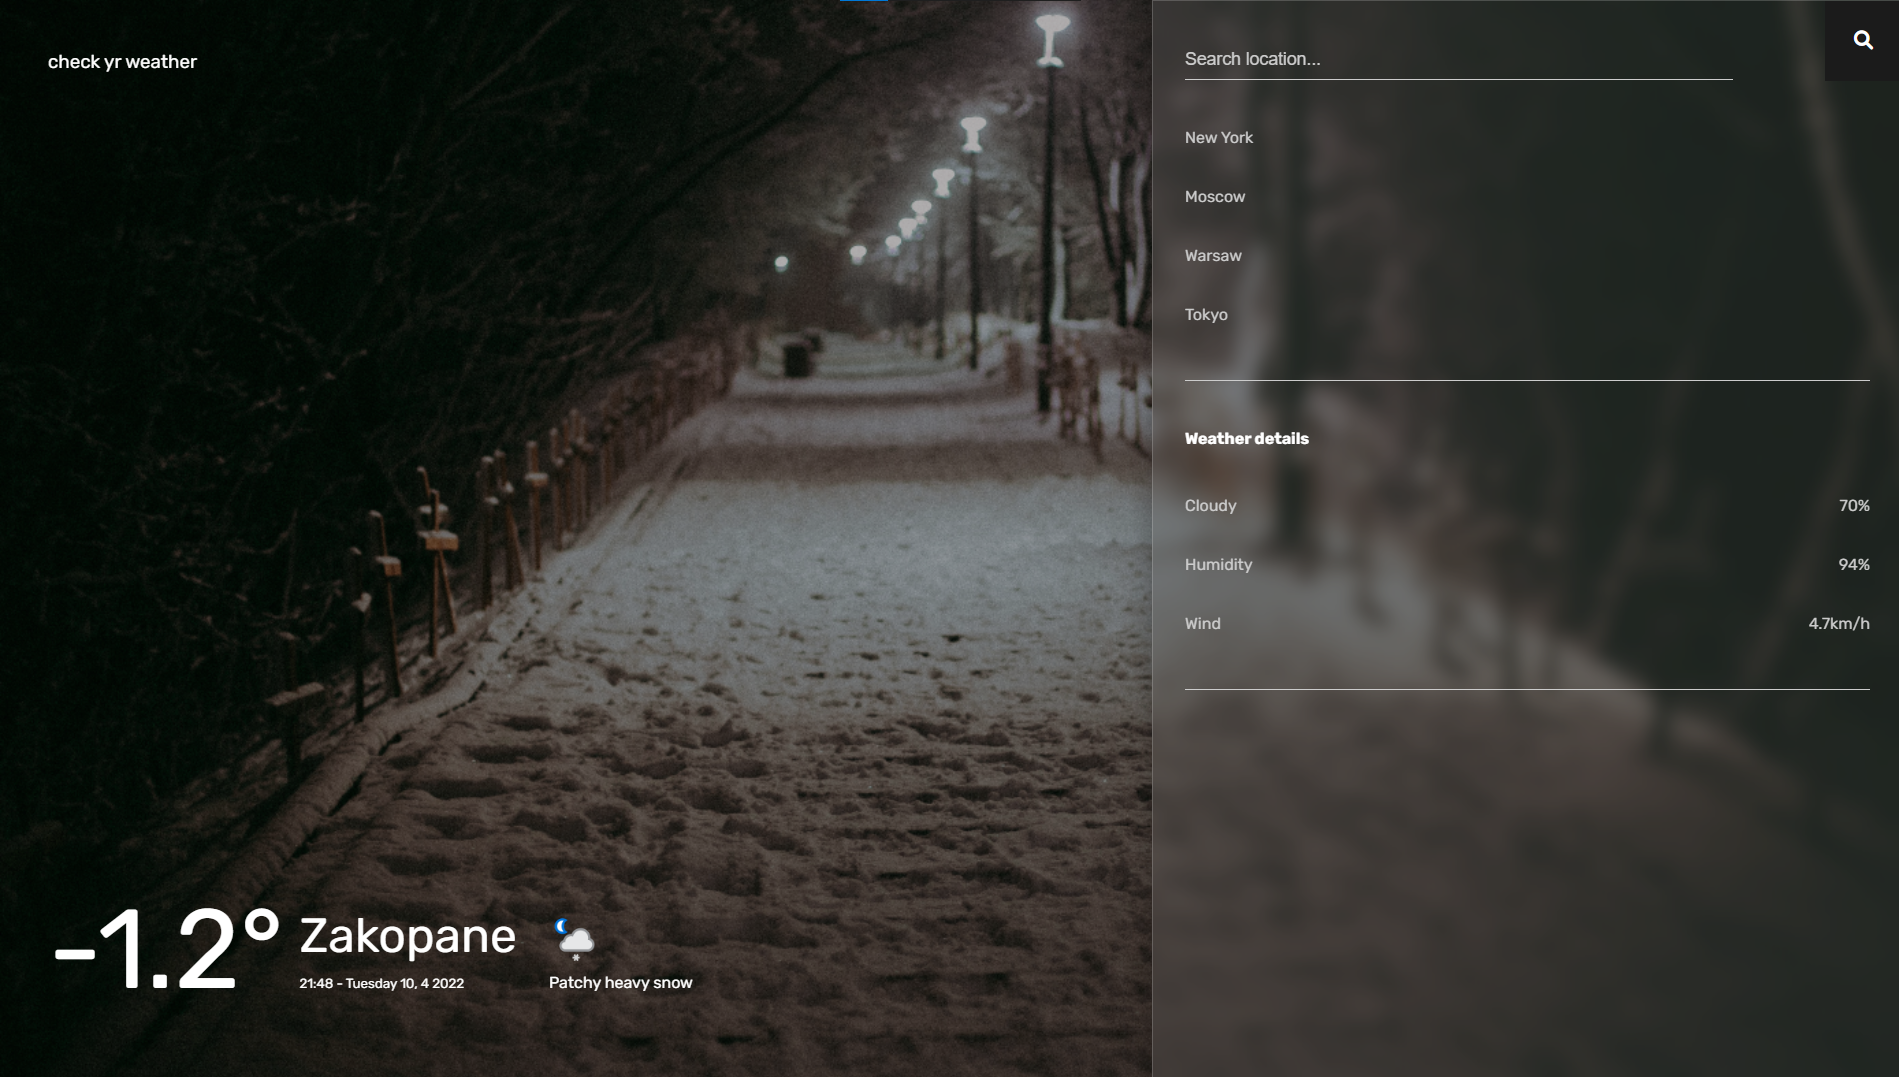 check yr weather
Search location...
New York
Moscow
Warsaw
Tokyo
Weather details
Cloudy 70%
Humidity 94%
Wind 4.7km/h
-1.2°
Zakopane
21:48 - Tuesday 10, 4 2022
Patchy heavy snow